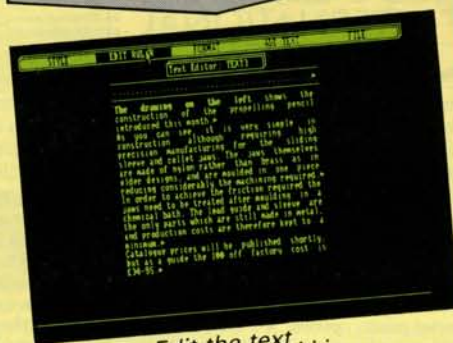 STYLE EDIT RULER FORMAT ADD TEXT FILE
Text Editor: TEXT3
The drawing on the left shows the
construction of the propelling pencil
introduced this month.
As you can see, it is very simple in
construction although requiring high
precision manufacturing for the sliding
sleeve and collet jaws. The jaws themselves
are made of nylon rather than brass as in
older designs, and are moulded in one piece
reducing considerably the machining required.
In order to achieve the friction required the
jaws need to be treated after moulding in a
chemical bath. The lead guide and sleeve are
the only parts which are still made in metal,
and production costs are therefore kept to a
minimum.
Catalogue prices will be published shortly,
but as a guide the 100 off factory cost is
£34-95.
Edit the text...